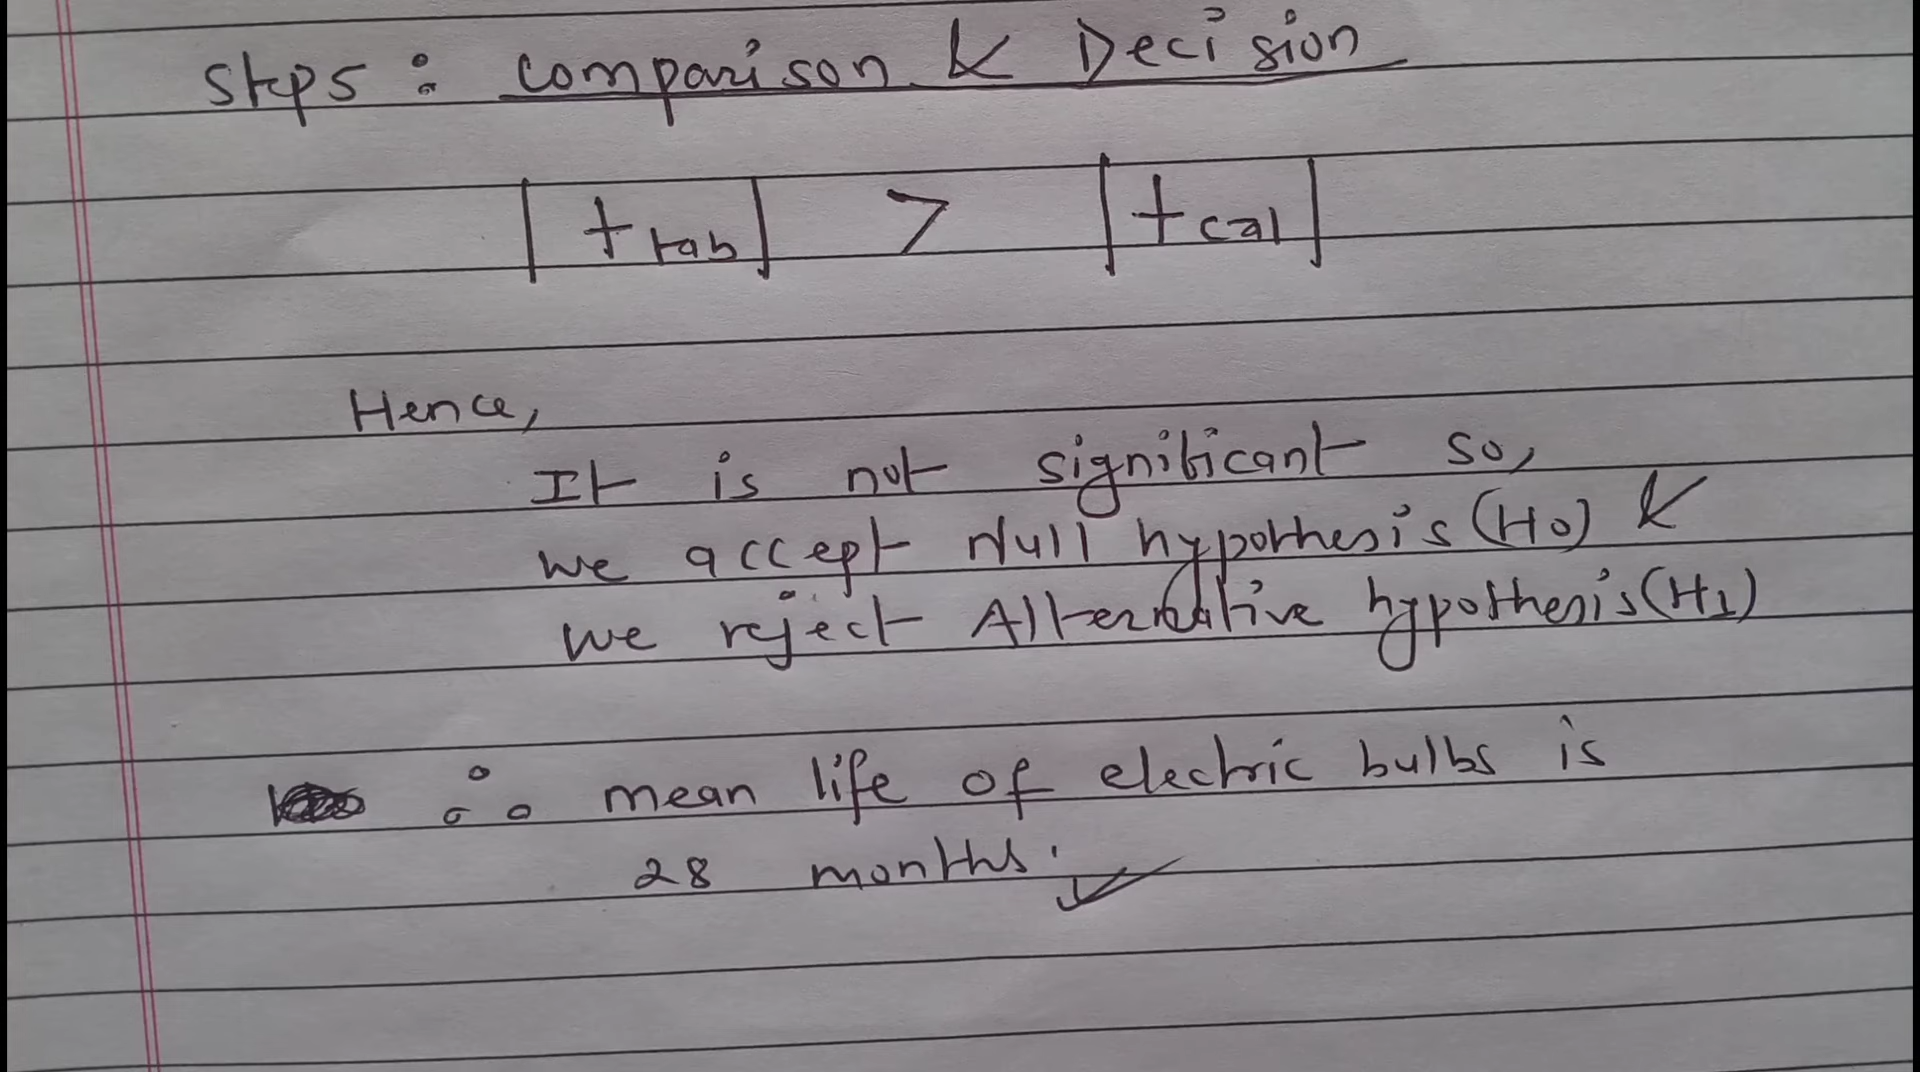 Step5: comparison & Decision
|t tab| > |t cal|
Hence,
It is not significant so,
we accept Null hypothesis (H0) &
we reject Alternative hypothesis (H1)
∴ mean life of electric bulbs is
28 months.